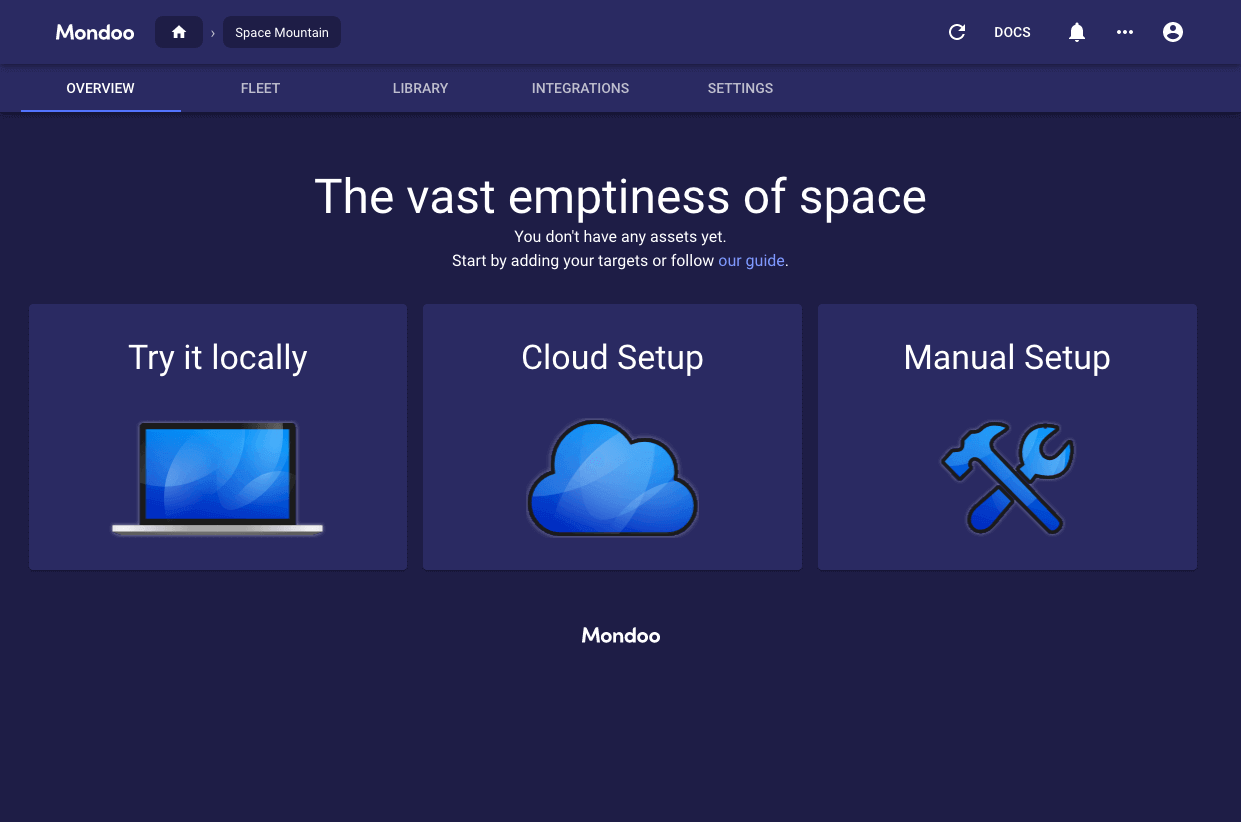 Mondoo
› Space Mountain
DOCS
OVERVIEW
FLEET
LIBRARY
INTEGRATIONS
SETTINGS
The vast emptiness of space
You don't have any assets yet.
Start by adding your targets or follow our guide.
Try it locally
Cloud Setup
Manual Setup
Mondoo